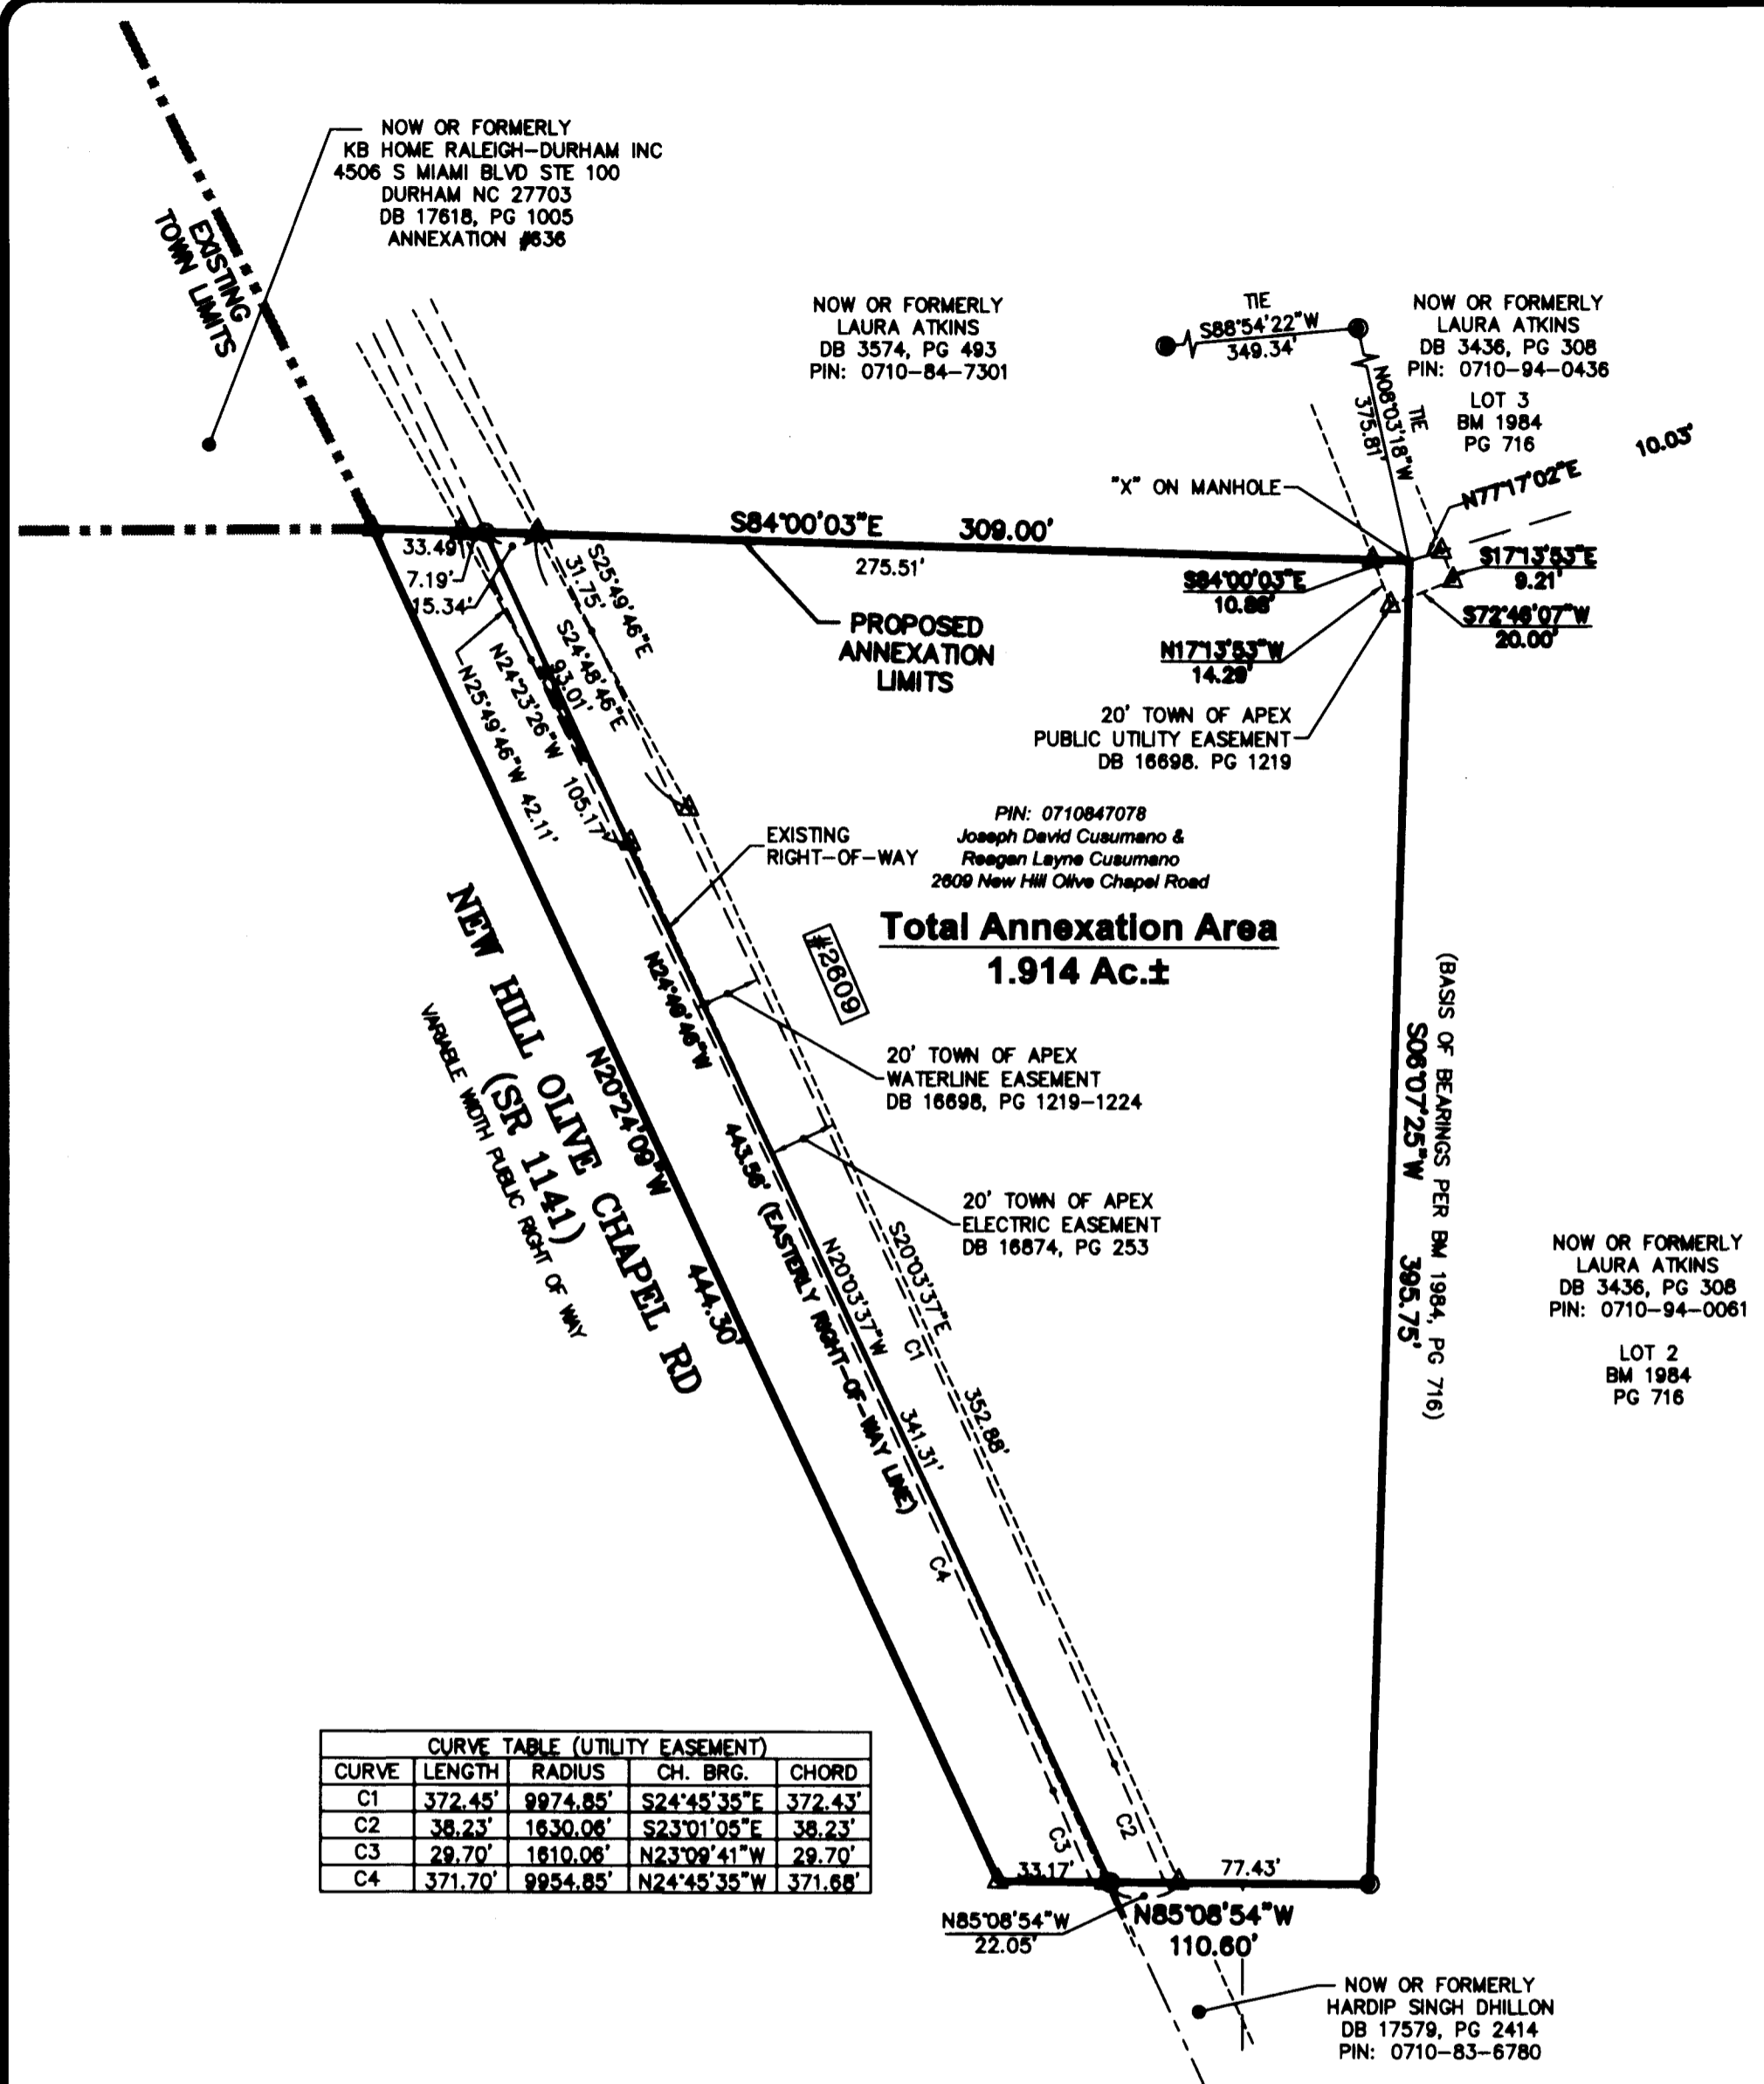 NOW OR FORMERLY
KB HOME RALEIGH-DURHAM INC
4506 S MIAMI BLVD STE 100
DURHAM NC 27703
DB 17618, PG 1005
ANNEXATION #636
EXISTING
TOWN LIMITS
NOW OR FORMERLY
LAURA ATKINS
DB 3574, PG 493
PIN: 0710-84-7301
TIE
S88°54'22"W
349.34'
NOW OR FORMERLY
LAURA ATKINS
DB 3436, PG 308
PIN: 0710-94-0436
LOT 3
BM 1984
PG 716
TIE
N08°03'18"W
375.81'
10.03'
N77°17'02"E
"X" ON MANHOLE
S84°00'03"E 309.00'
33.49'
7.19'
15.34'
275.51'
S84°00'03"E
10.86'
S17°13'53"E
9.21'
S72°46'07"W
20.00'
N17°13'53"W
14.29'
PROPOSED
ANNEXATION
LIMITS
S25°49'46"E
31.75'
S24°48'46"E
93.01'
N24°23'26"W 105.17'
N25°49'46"W 42.11'
20' TOWN OF APEX
PUBLIC UTILITY EASEMENT
DB 16698. PG 1219
EXISTING
RIGHT-OF-WAY
PIN: 0710847078
Joseph David Cusumano &
Reagan Layne Cusumano
2609 New Hill Olive Chapel Road
Total Annexation Area
1.914 Ac.±
#2609
NEW HILL OLIVE CHAPEL RD
(SR 1141)
VARIABLE WIDTH PUBLIC RIGHT OF WAY
N20°24'09"W 444.30'
N24°49'46"W 443.56' (EASTERLY RIGHT-OF-WAY LINE)
20' TOWN OF APEX
WATERLINE EASEMENT
DB 16698, PG 1219-1224
20' TOWN OF APEX
ELECTRIC EASEMENT
DB 16874, PG 253
S20°03'37"E 352.88'
C1
N20°03'37"W 341.31'
C4
(BASIS OF BEARINGS PER BM 1984, PG 716)
S06°07'25"W 395.75'
NOW OR FORMERLY
LAURA ATKINS
DB 3436, PG 308
PIN: 0710-94-0061
LOT 2
BM 1984
PG 716
CURVE TABLE (UTILITY EASEMENT)
CURVE LENGTH RADIUS CH. BRG. CHORD
C1 372.45' 9974.85' S24°45'35"E 372.43'
C2 38.23' 1630.06' S23°01'05"E 38.23'
C3 29.70' 1610.06' N23°09'41"W 29.70'
C4 371.70' 9954.85' N24°45'35"W 371.68'
C3
C2
33.17'
77.43'
N85°08'54"W
22.05'
N85°08'54"W
110.60'
NOW OR FORMERLY
HARDIP SINGH DHILLON
DB 17579, PG 2414
PIN: 0710-83-6780